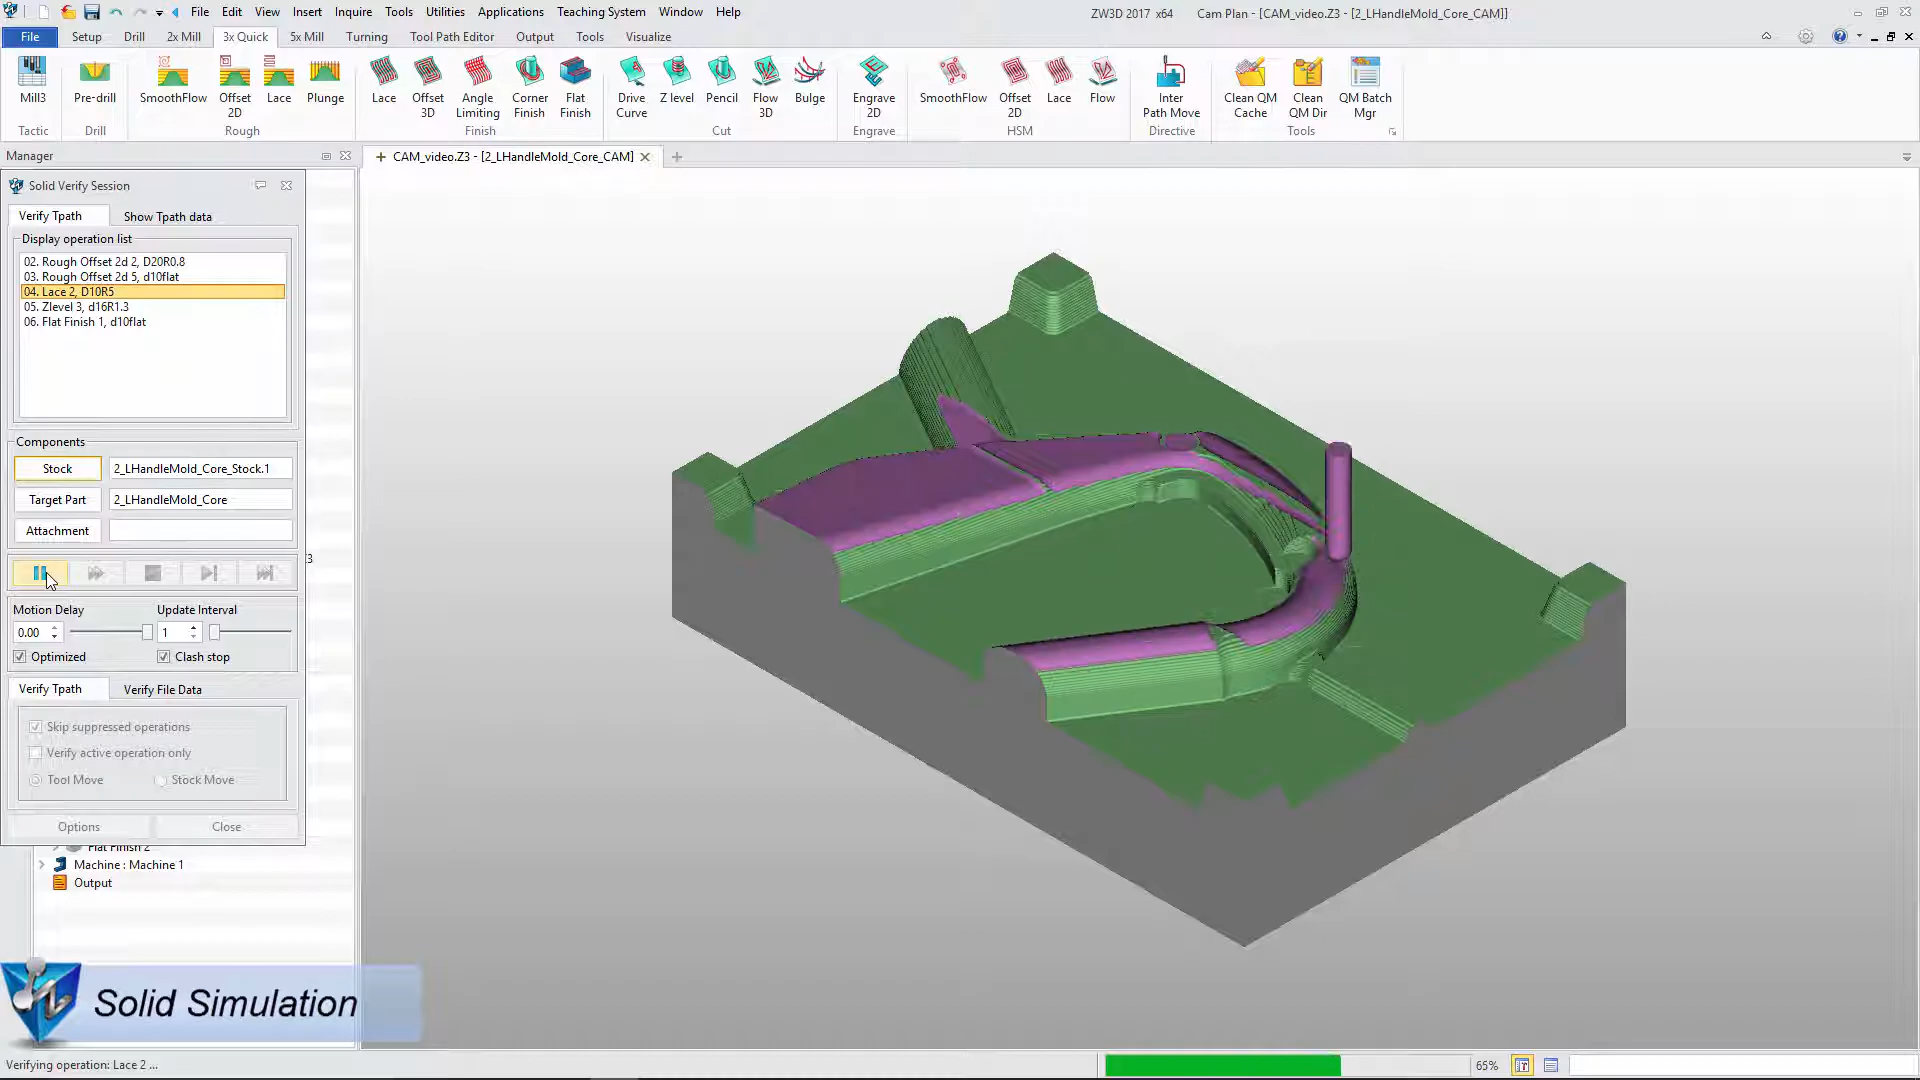 File Edit View Insert Inquire Tools Utilities Applications Teaching System Window Help
ZW3D 2017 x64 Cam Plan - [CAM_video.Z3 - [2_LHandleMold_Core_CAM]]
File Setup Drill 2x Mill 3x Quick 5x Mill Turning Tool Path Editor Output Tools Visualize
Mill3 Pre-drill SmoothFlow Offset 2D Lace Plunge Lace Offset 3D Angle Limiting Corner Finish Flat Finish Drive Curve Z level Pencil Flow 3D Bulge Engrave 2D SmoothFlow Offset 2D Lace Flow Inter Path Move Clean QM Cache Clean QM Dir QM Batch Mgr
Tactic Drill Rough Finish Cut Engrave HSM Directive Tools
Manager
CAM_video.Z3 - [2_LHandleMold_Core_CAM]
Solid Verify Session
Verify Tpath Show Tpath data
Display operation list
02. Rough Offset 2d 2, D20R0.8
03. Rough Offset 2d 5, d10flat
04. Lace 2, D10R5
05. Zlevel 3, d16R1.3
06. Flat Finish 1, d10flat
Components
Stock 2_LHandleMold_Core_Stock.1
Target Part 2_LHandleMold_Core
Attachment
3
Motion Delay Update Interval
0.00 1
Optimized Clash stop
Verify Tpath Verify File Data
Skip suppressed operations
Verify active operation only
Tool Move Stock Move
Options Close
Flat Finish 2
Machine : Machine 1
Output
Solid Simulation
Verifying operation: Lace 2 ...
65%